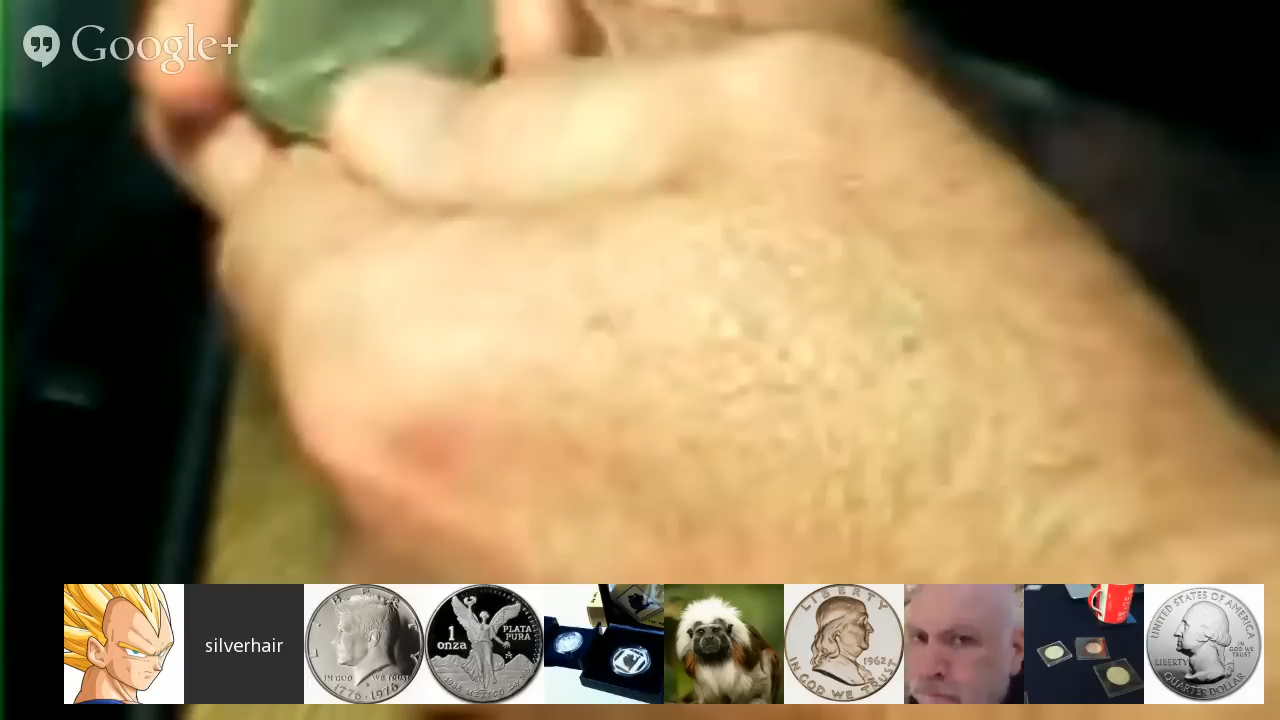 Google+
silverhair
LIBERTY
IN GOD WE TRUST
1776-1976
1
onza
PLATA
PURA
LIBERTY
1962
IN GOD WE TRUST
UNITED STATES OF AMERICA
LIBERTY
IN
GOD WE
TRUST
QUARTER DOLLAR